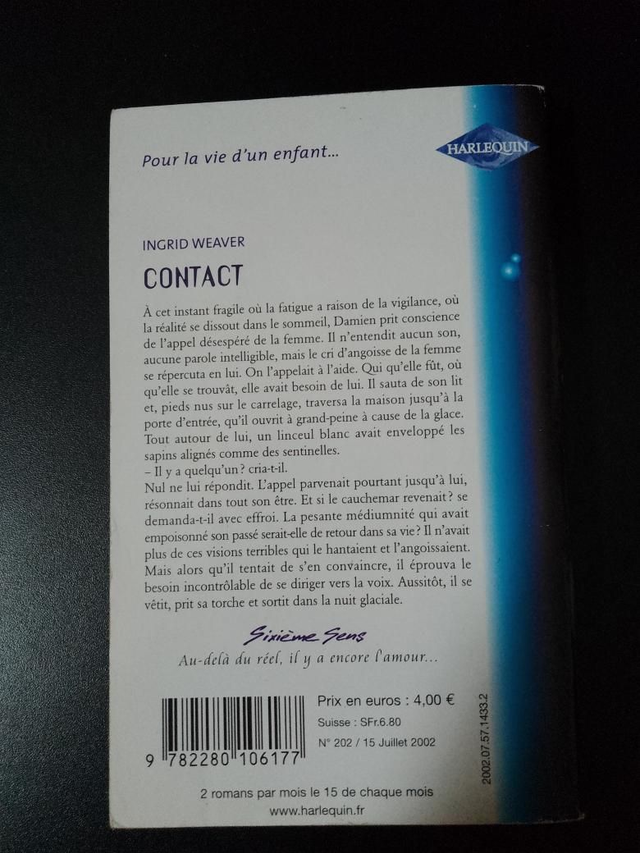 Pour la vie d'un enfant...
HARLEQUIN
INGRID WEAVER
CONTACT
À cet instant fragile où la fatigue a raison de la vigilance, où
la réalité se dissout dans le sommeil, Damien prit conscience
de l'appel désespéré de la femme. Il n'entendit aucun son,
aucune parole intelligible, mais le cri d'angoisse de la femme
se répercuta en lui. On l'appelait à l'aide. Qui qu'elle fût, où
qu'elle se trouvât, elle avait besoin de lui. Il sauta de son lit
et, pieds nus sur le carrelage, traversa la maison jusqu'à la
porte d'entrée, qu'il ouvrit à grand-peine à cause de la glace.
Tout autour de lui, un linceul blanc avait enveloppé les
sapins alignés comme des sentinelles.
– Il y a quelqu'un ? cria-t-il.
Nul ne lui répondit. L'appel parvenait pourtant jusqu'à lui,
résonnait dans tout son être. Et si le cauchemar revenait ? se
demanda-t-il avec effroi. La pesante médiumnité qui avait
empoisonné son passé serait-elle de retour dans sa vie ? Il n'avait
plus de ces visions terribles qui le hantaient et l'angoissaient.
Mais alors qu'il tentait de s'en convaincre, il éprouva le
besoin incontrôlable de se diriger vers la voix. Aussitôt, il se
vêtit, prit sa torche et sortit dans la nuit glaciale.
Sixième Sens
Au-delà du réel, il y a encore l'amour...
Prix en euros : 4,00 €
Suisse : SFr.6.80
N° 202 / 15 Juillet 2002
9 782280 106177
2002.07.57.1433.2
2 romans par mois le 15 de chaque mois
www.harlequin.fr